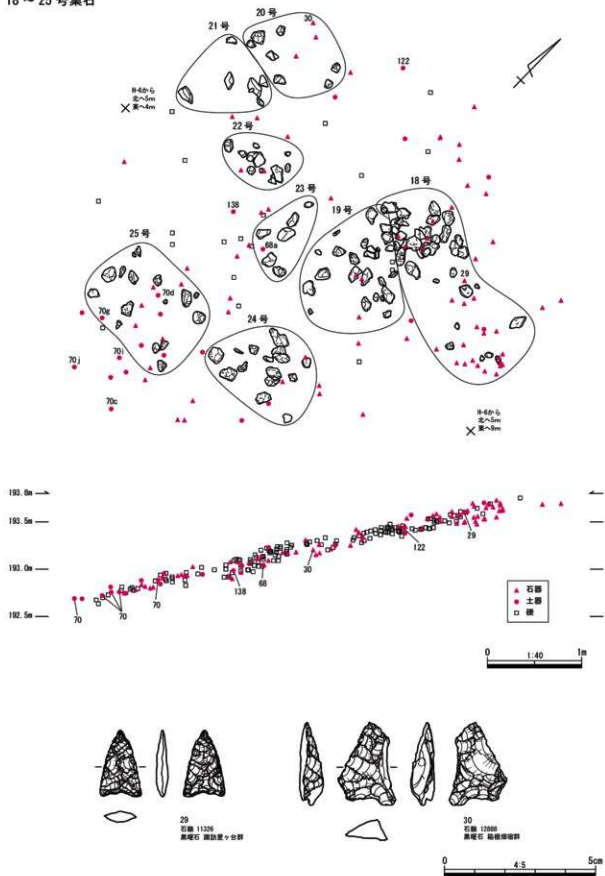 18～25号集石
20号
30
21号
122
H-6から
北へ5m
東へ4m
22号
18号
23号
19号
138
25号
68a
29
70d
70g
24号
70i
70j
70c
H-6から
北へ5m
東へ9m
193.8m
193.5m
29
122
193.0m
30
石器
68
土器
138
礫
70
192.5m
70
70
0 1:40 1m
29
石鏃 11326
黒曜石 諏訪星ヶ台群
30
黒曜石 箱根畑宿群
0 4:5 5cm